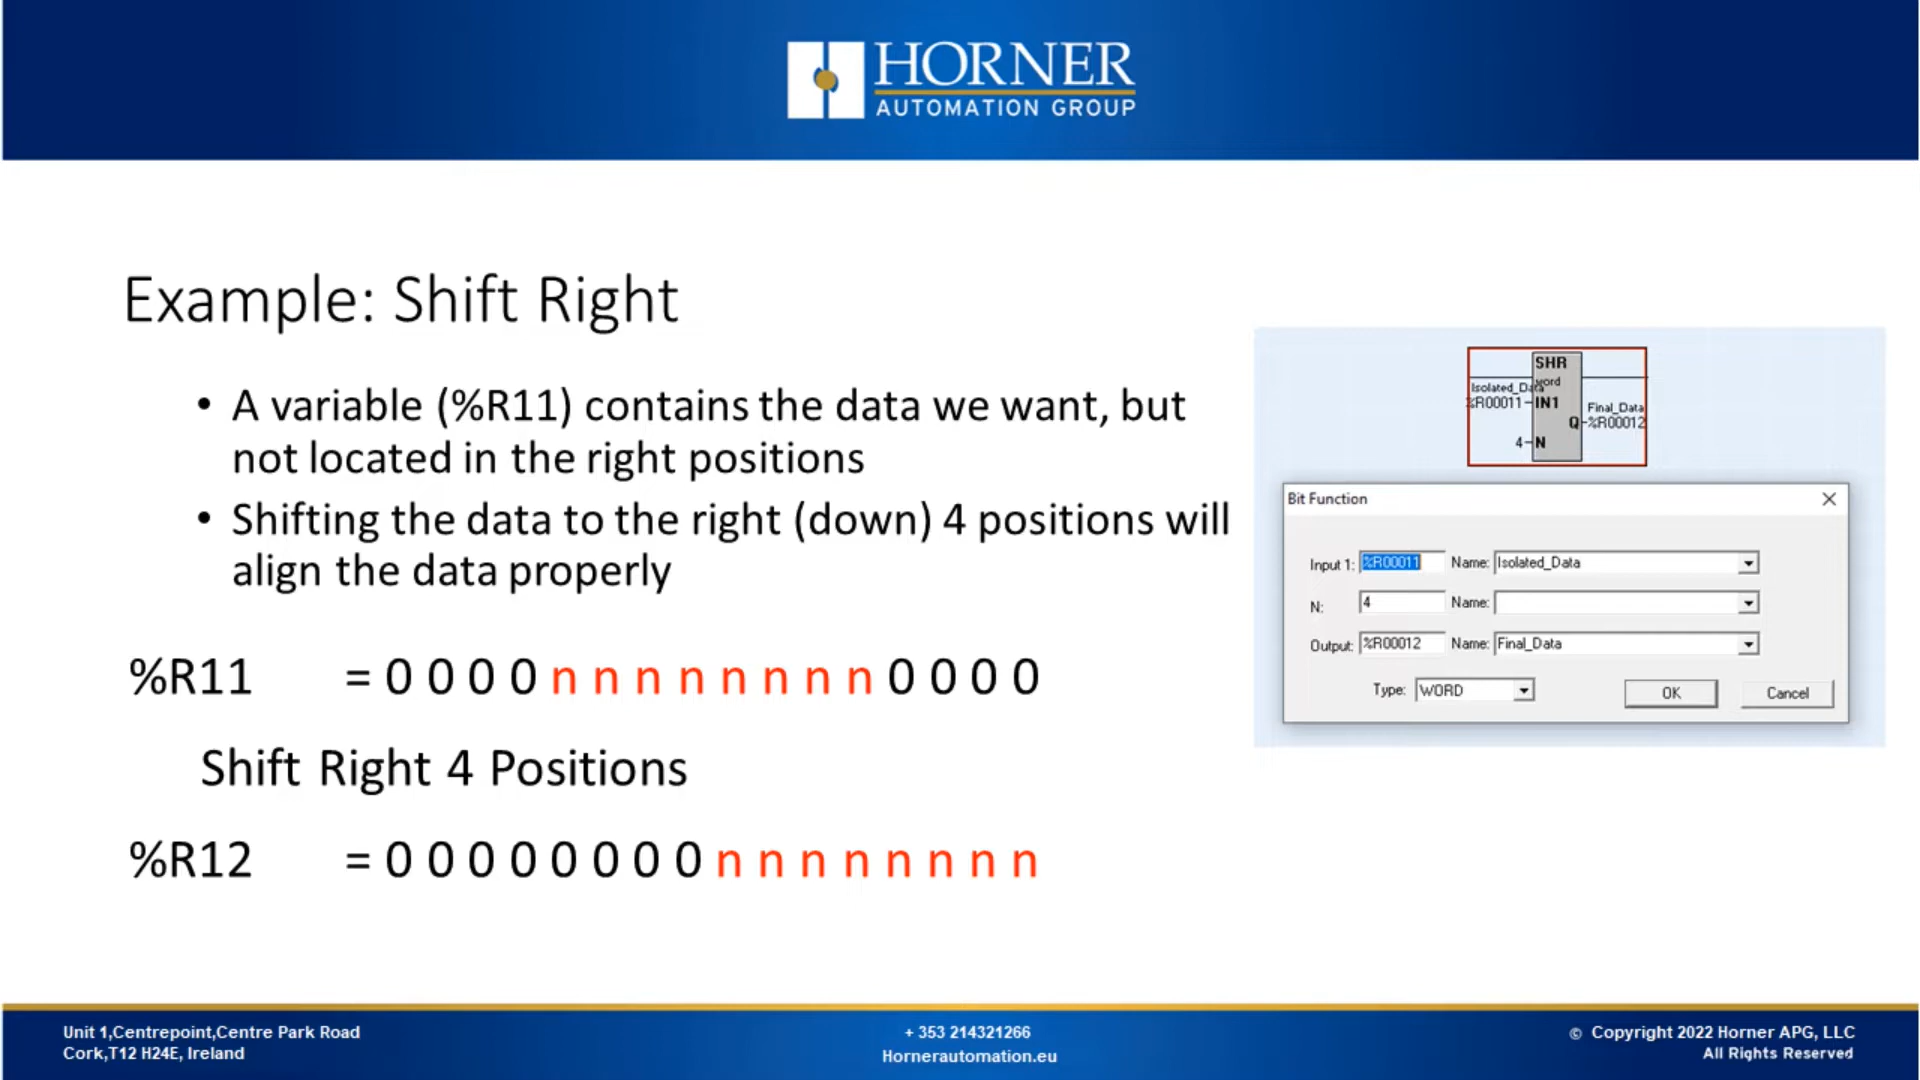 HORNER
AUTOMATION GROUP
Example: Shift Right
• A variable (%R11) contains the data we want, but
not located in the right positions
• Shifting the data to the right (down) 4 positions will
align the data properly
%R11 = 0 0 0 0 n n n n n n n n 0 0 0 0
Shift Right 4 Positions
%R12 = 0 0 0 0 0 0 0 0 n n n n n n n n
SHR
word
Isolated_Data
%R00011 IN1
Final_Data
Q %R00012
4 N
Bit Function
Input 1: %R00011 Name: Isolated_Data
N: 4 Name:
Output: %R00012 Name: Final_Data
Type: WORD OK Cancel
Unit 1,Centrepoint,Centre Park Road
Cork,T12 H24E, Ireland
+ 353 214321266
Hornerautomation.eu
© Copyright 2022 Horner APG, LLC
All Rights Reserved